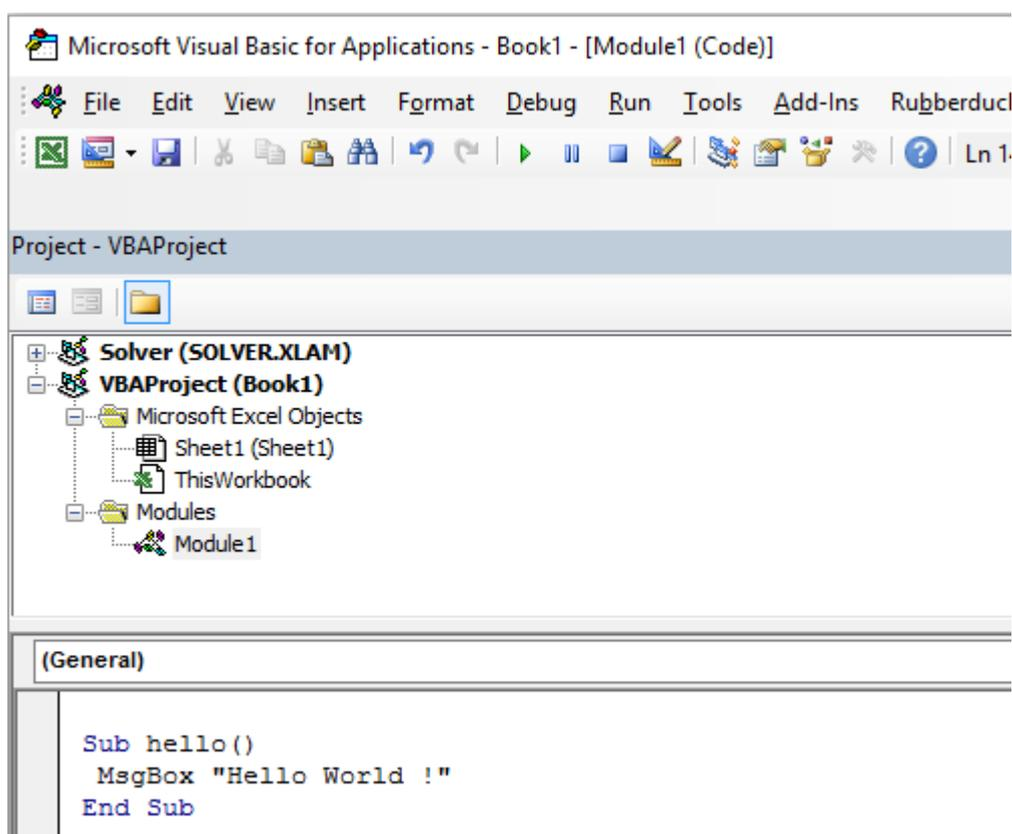 Microsoft Visual Basic for Applications - Book1 - [Module1 (Code)]
File Edit View Insert Format Debug Run Tools Add-Ins
Ln
Project - VBAProject
Solver (SOLVER.XLAM)
VBAProject (Book1)
Microsoft Excel Objects
Sheet1 (Sheet1)
ThisWorkbook
Modules
Module1
(General)
Sub hello()
MsgBox "Hello World !"
End Sub